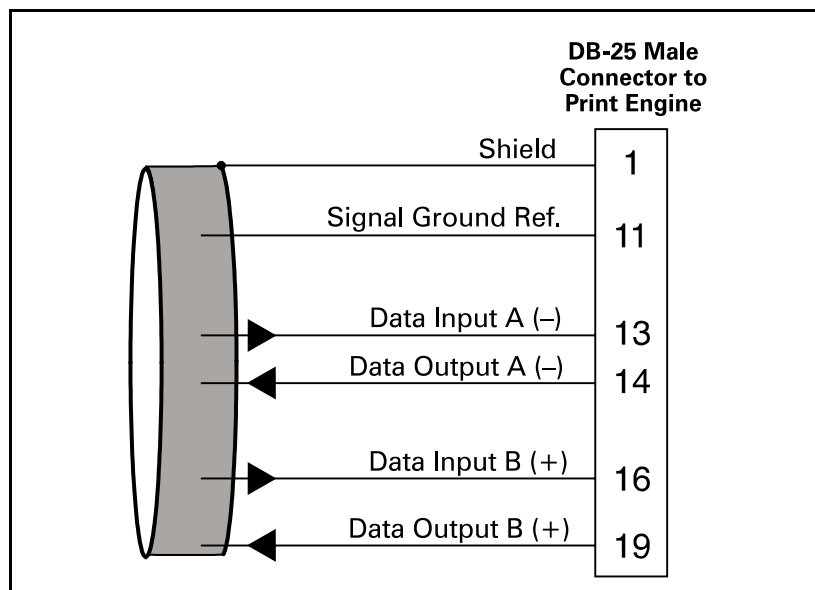 DB-25 Male
Connector to
Print Engine
Shield 1
Signal Ground Ref. 11
Data Input A (–) 13
Data Output A (–) 14
Data Input B (+) 16
Data Output B (+) 19